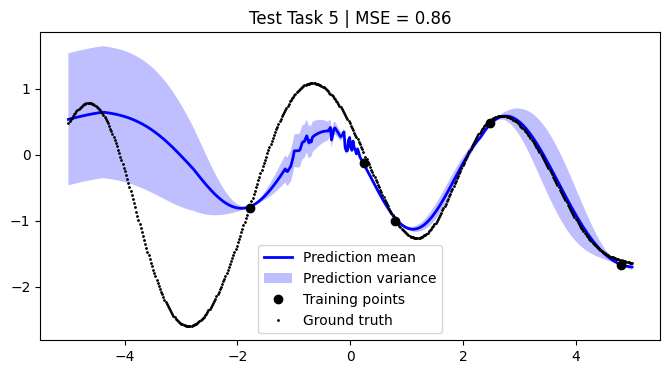 Test Task 5 | MSE = 0.86
1
0
−1
−2
Prediction mean
Prediction variance
Training points
Ground truth
−4
−2
0
2
4